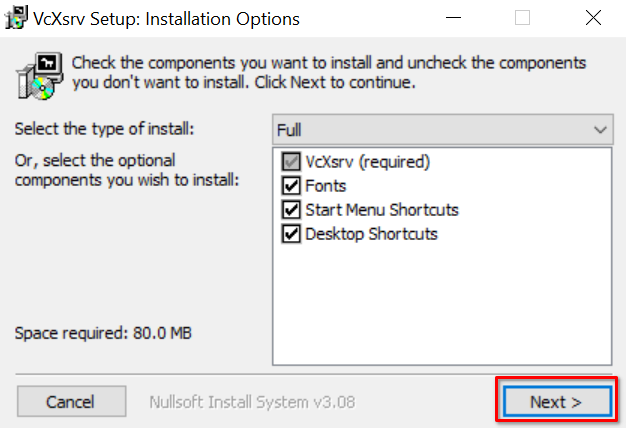 VcXsrv Setup: Installation Options
Check the components you want to install and uncheck the components
you don't want to install. Click Next to continue.
Select the type of install:
Full
Or, select the optional
components you wish to install:
VcXsrv (required)
Fonts
Start Menu Shortcuts
Desktop Shortcuts
Space required: 80.0 MB
Cancel
Nullsoft Install System v3.08
Next >